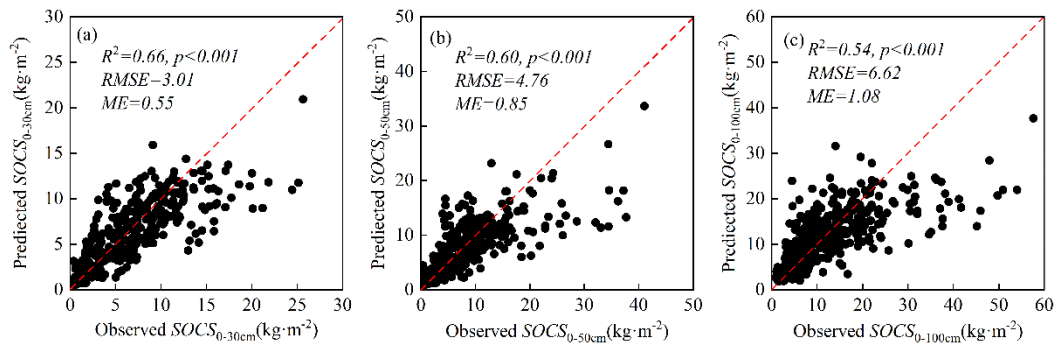 (a)
R²=0.66, p<0.001
RMSE=3.01
ME=0.55
30
25
20
15
10
5
0
Prediected SOCS0-30cm(kg·m-2)
0 5 10 15 20 25 30
Observed SOCS0-30cm(kg·m-2)
(b)
R²=0.60, p<0.001
RMSE=4.76
ME=0.85
50
40
30
20
10
0
Prediected SOCS0-50cm(kg·m-2)
0 10 20 30 40 50
Observed SOCS0-50cm(kg·m-2)
(c)
R²=0.54, p<0.001
RMSE=6.62
ME=1.08
60
50
40
30
20
10
0
Prediected SOCS0-100cm(kg·m-2)
0 10 20 30 40 50 60
Observed SOCS0-100cm(kg·m-2)